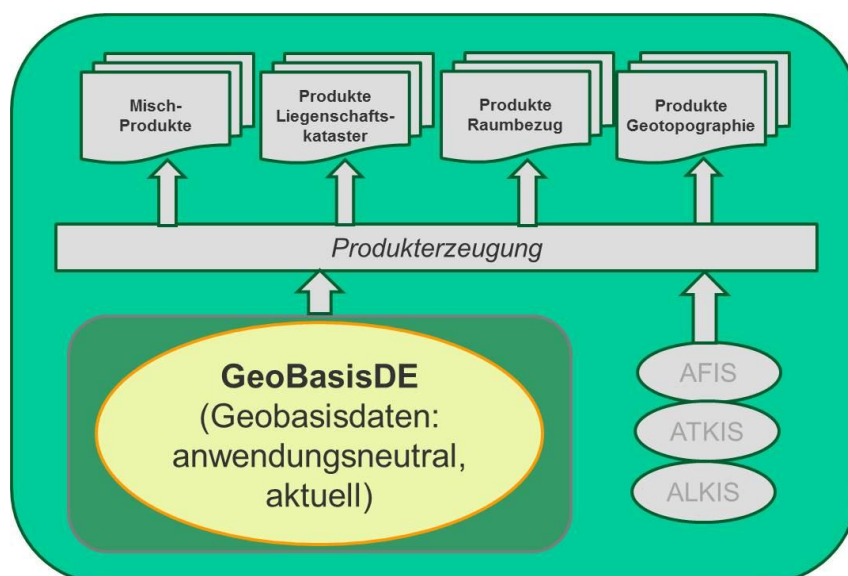 Misch-
Produkte
Produkte
Liegenschafts-
kataster
Produkte
Raumbezug
Produkte
Geotopographie
Produkterzeugung
GeoBasisDE
(Geobasisdaten:
anwendungsneutral,
aktuell)
AFIS
ATKIS
ALKIS